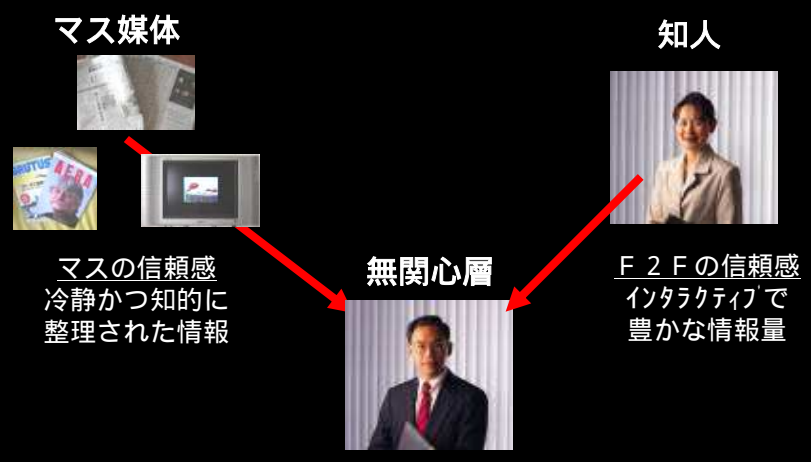 マス媒体
知人
BRUTUS
AERA
マスの信頼感
冷静かつ知的に
整理された情報
無関心層
F2Fの信頼感
インタラクティブで
豊かな情報量